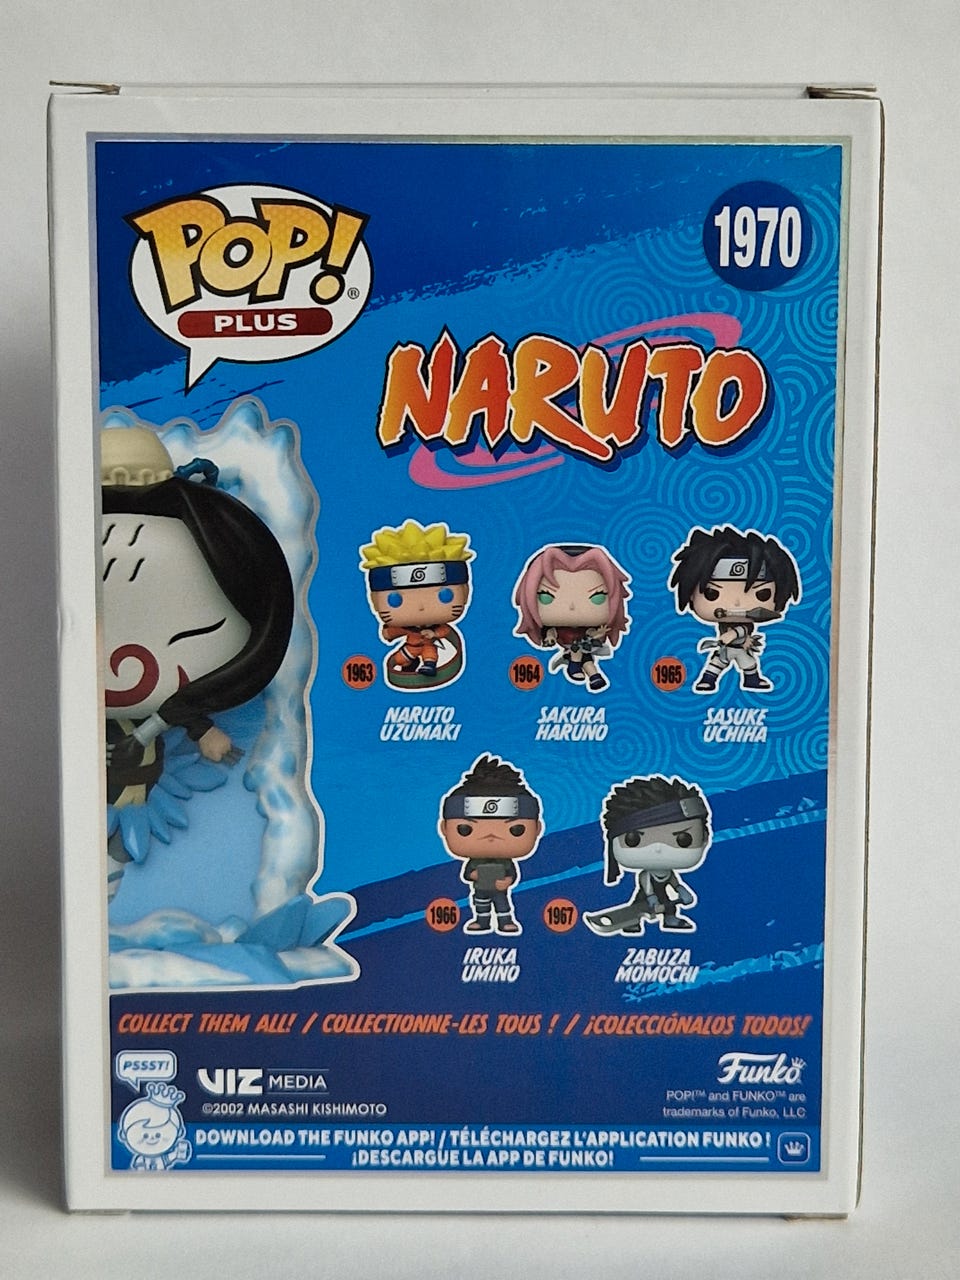 POP!®
PLUS
1970
NARUTO
1963
NARUTO
UZUMAKI
1964
SAKURA
HARUNO
1965
SASUKE
UCHIHA
1966
IRUKA
UMINO
1967
ZABUZA
MOMOCHI
COLLECT THEM ALL! / COLLECTIONNE-LES TOUS ! / ¡COLECCIÓNALOS TODOS!
PSSST!
VIZ MEDIA
©2002 MASASHI KISHIMOTO
Funko
POP!™ and FUNKO™ are
trademarks of Funko, LLC
DOWNLOAD THE FUNKO APP! / TÉLÉCHARGEZ L'APPLICATION FUNKO !
¡DESCARGUE LA APP DE FUNKO!